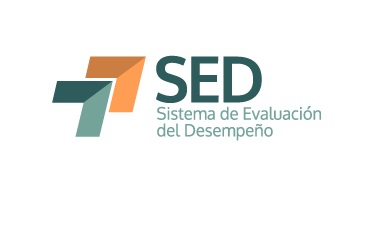 SED
Sistema de Evaluación
del Desempeño